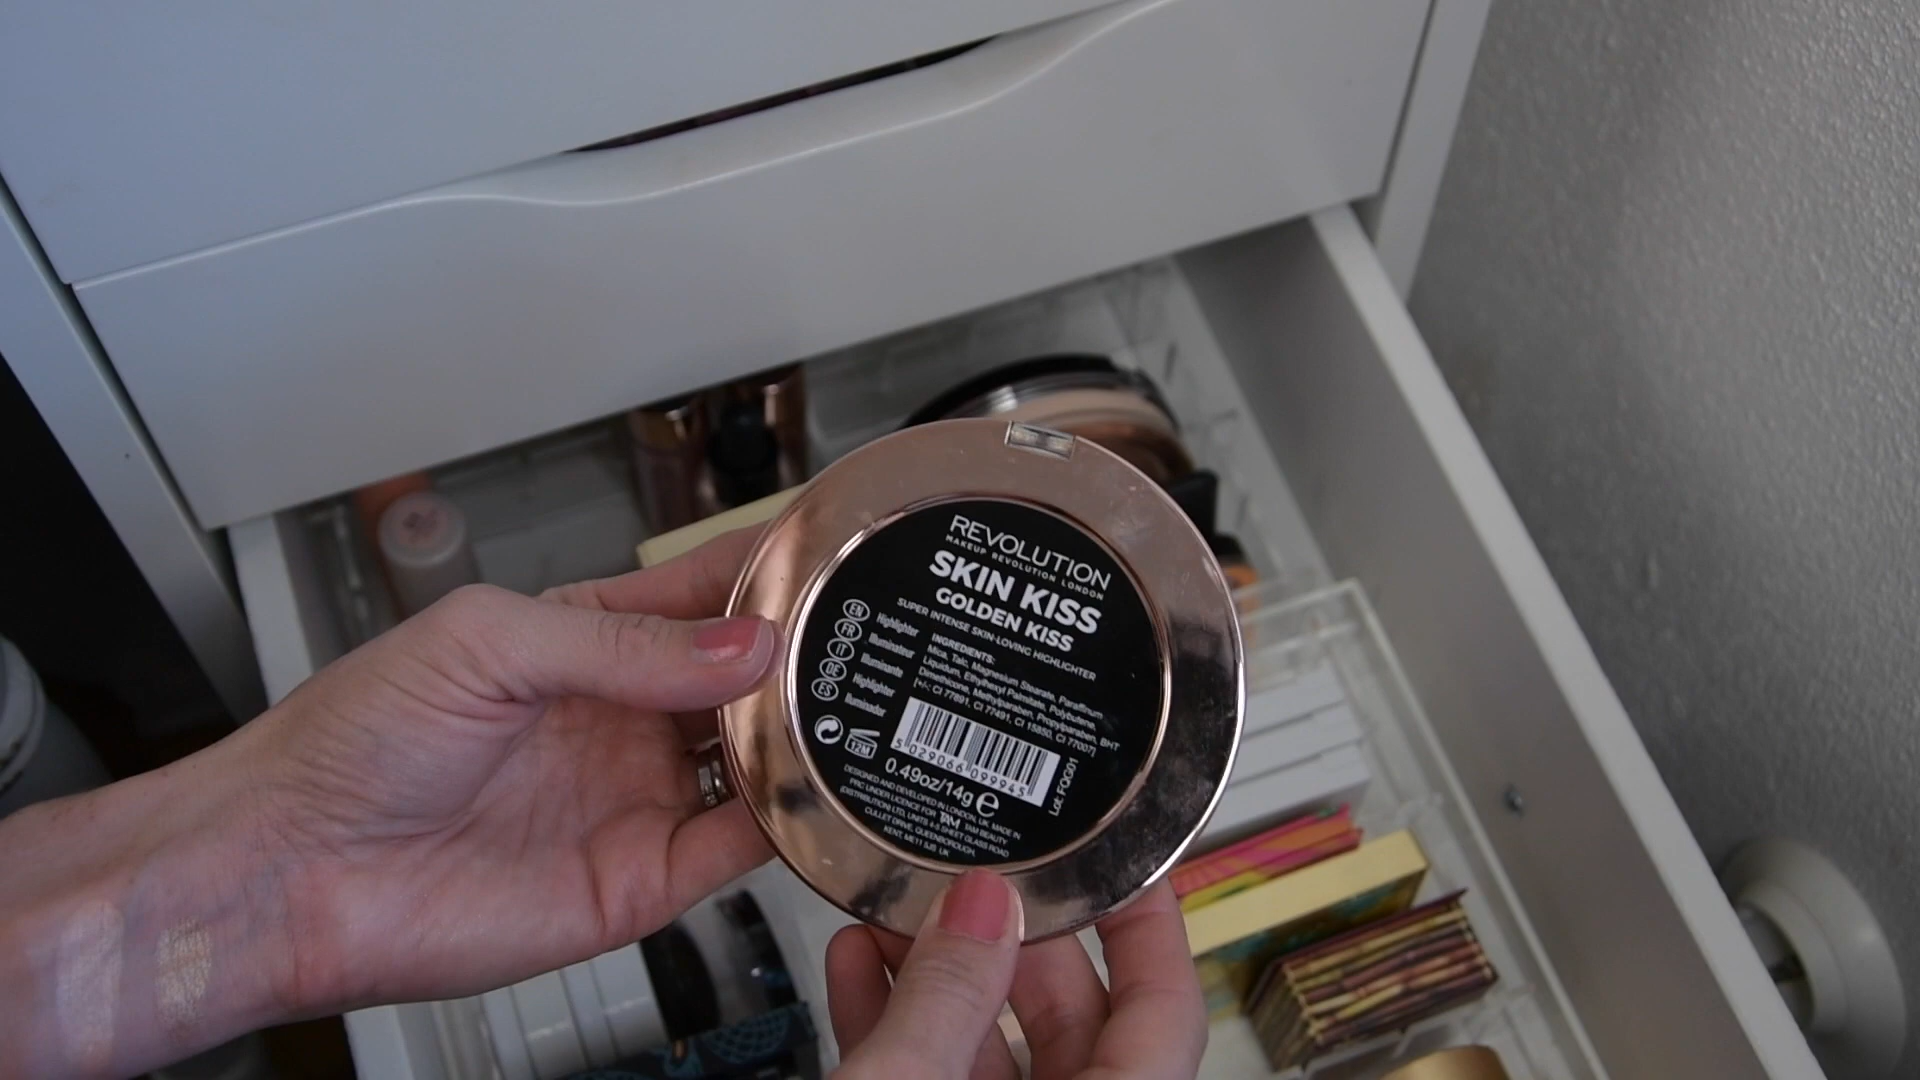 REVOLUTION
MAKEUP REVOLUTION LONDON
SKIN KISS
GOLDEN KISS
SUPER INTENSE SKIN-LOVING HIGHLIGHTER
EN Highlighter
FR Illuminateur
IT Illuminante
DE Highlighter
ES Iluminador
INGREDIENTS:
Mica, Talc, Magnesium Stearate, Paraffinum
Liquidum, Ethylhexyl Palmitate, Polybutene,
Dimethicone, Methylparaben, Propylparaben, BHT
[+/-: CI 77891, CI 77491, CI 15850, CI 77007]
12M
5 029066 099945
0.49oz/14g e
Lot: FQG01
DESIGNED AND DEVELOPED IN LONDON, UK. MADE IN
PRC UNDER LICENCE FOR TAM TAM BEAUTY
(DISTRIBUTION) LTD, UNITS 4-5 SHEET GLASS ROAD
CULLET DRIVE, QUEENBOROUGH,
KENT, ME11 5JS UK